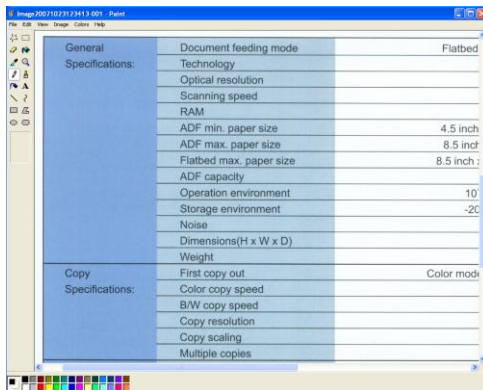 Image20071023123413-001 - Paint
File Edit View Image Colors Help
General Document feeding mode Flatbed
Specifications: Technology
Optical resolution
Scanning speed
RAM
ADF min. paper size 4.5 inch
ADF max. paper size 8.5 inch
Flatbed max. paper size 8.5 inch
ADF capacity
Operation environment 10
Storage environment -20
Noise
Dimensions(H x W x D)
Weight
Copy First copy out Color mode
Specifications: Color copy speed
B/W copy speed
Copy resolution
Copy scaling
Multiple copies